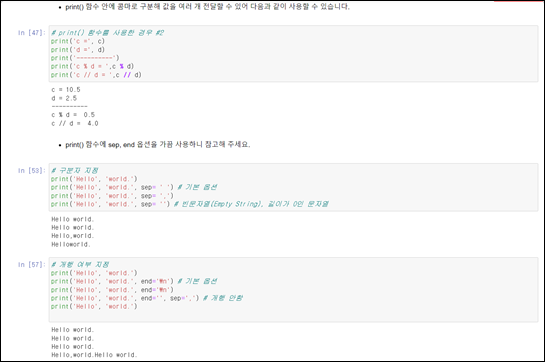 • print() 함수 안에 콤마로 구분해 값을 여러 개 전달할 수 있어 다음과 같이 사용할 수 있습니다.
In [47]: # print() 함수를 사용한 경우 #2
print('c =', c)
print('d =', d)
print('----------')
print('c % d = ',c % d)
print('c // d = ',c // d)
c = 10.5
d = 2.5
----------
c % d =  0.5
c // d =  4.0
• print() 함수에 sep, end 옵션을 가끔 사용하니 참고해 주세요.
In [53]: # 구분자 지정
print('Hello', 'world.')
print('Hello', 'world.', sep= ' ') # 기본 옵션
print('Hello', 'world.', sep= ',')
print('Hello', 'world.', sep= '') # 빈문자열(Empty String), 길이가 0인 문자열
Hello world.
Hello world.
Hello,world.
Helloworld.
In [57]: # 개행 여부 지정
print('Hello', 'world.')
print('Hello', 'world.', end='₩n') # 기본 옵션
print('Hello', 'world.', end='₩n')
print('Hello', 'world.', end='', sep=',') # 개행 안함
print('Hello', 'world.')
Hello world.
Hello world.
Hello world.
Hello,world.Hello world.